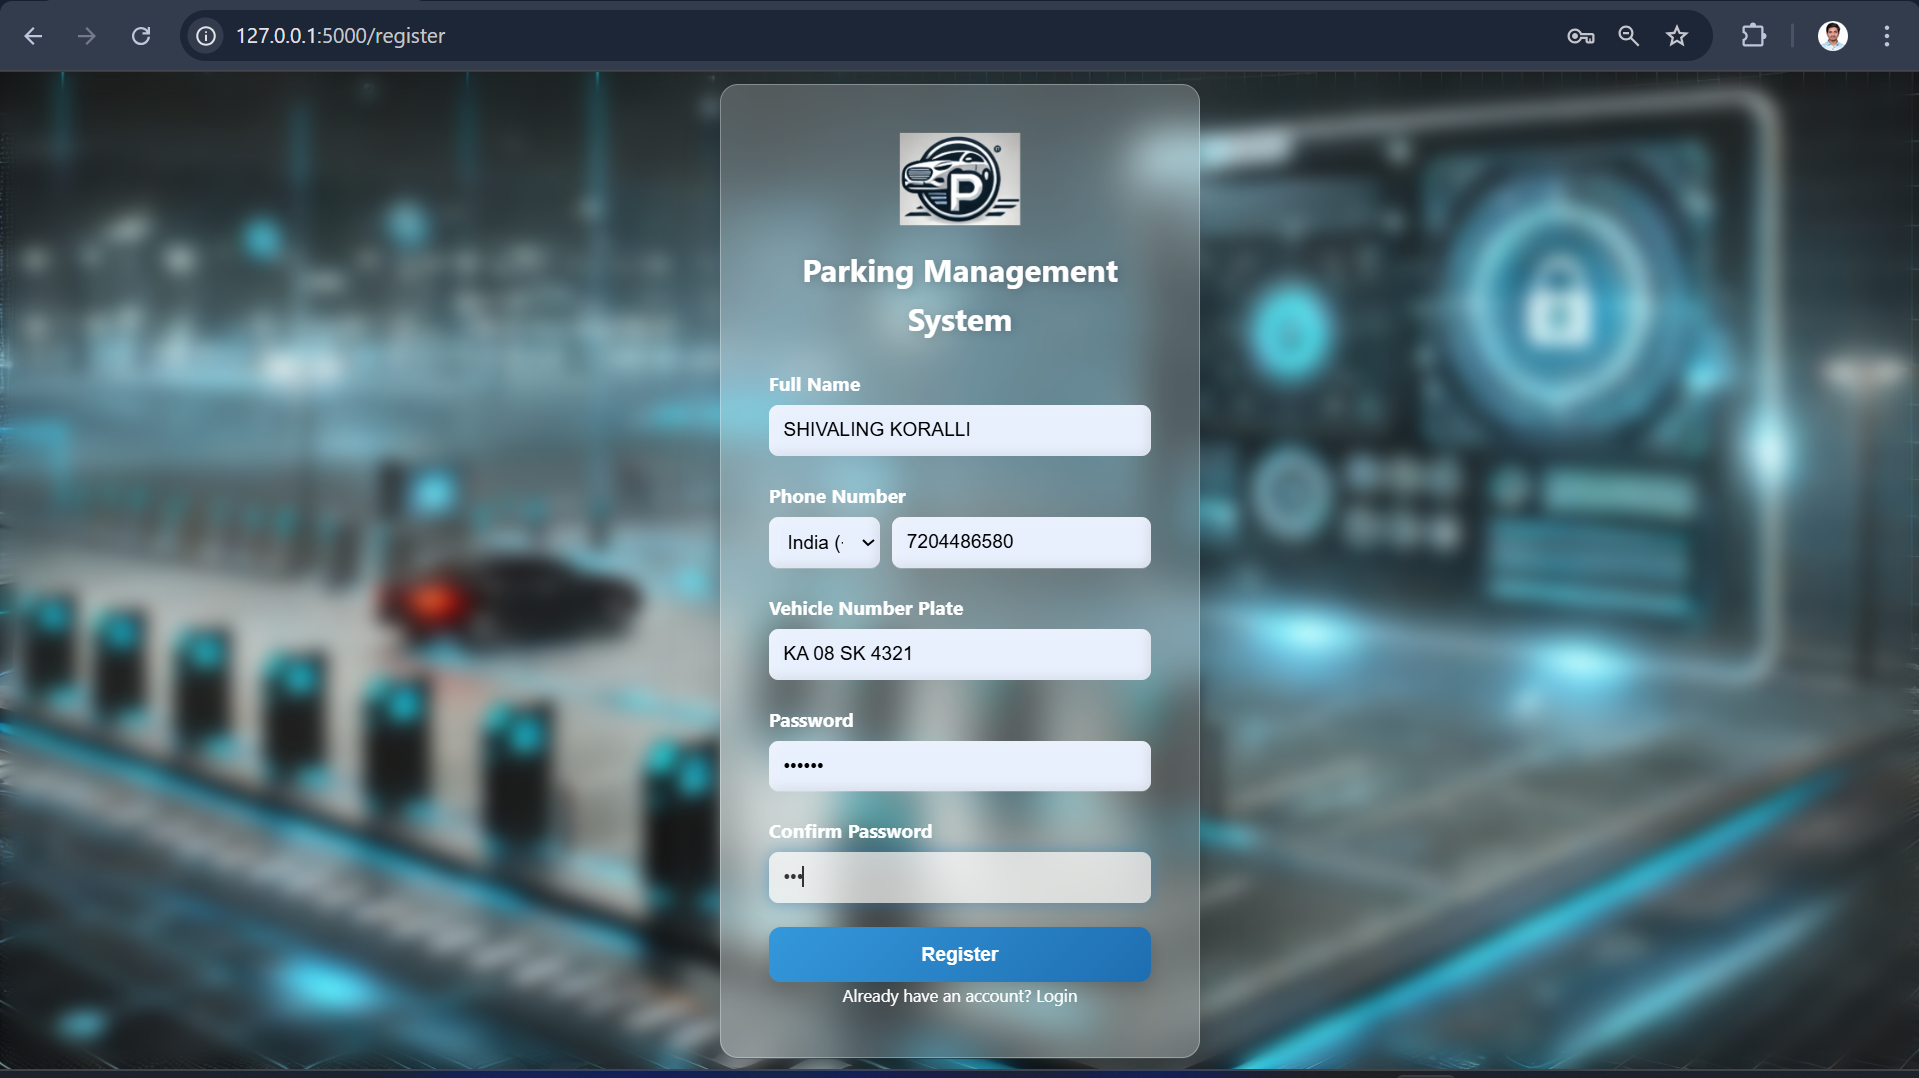 127.0.0.1:5000/register
P
Parking Management
System
Full Name
SHIVALING KORALLI
Phone Number
India (
7204486580
Vehicle Number Plate
KA 08 SK 4321
Password
••••••
Confirm Password
•••
Register
Already have an account? Login